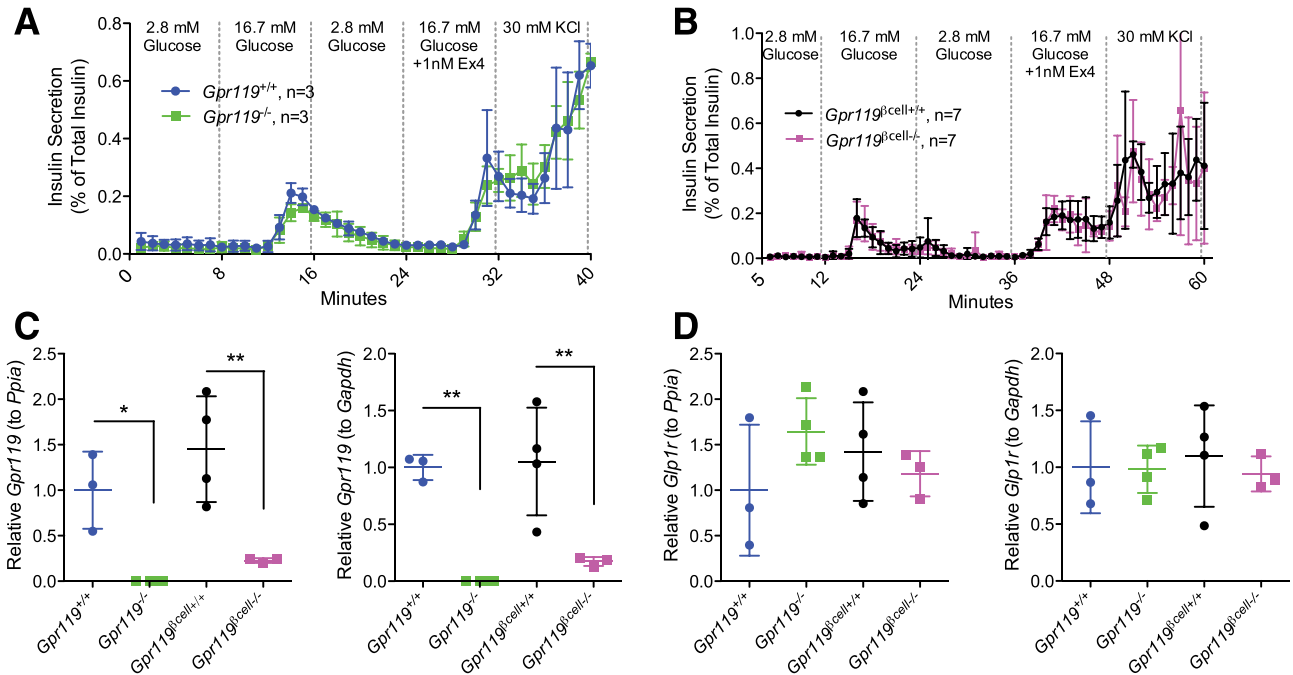 A
2.8 mM 16.7 mM 2.8 mM 16.7 mM 30 mM KCl
Glucose Glucose Glucose Glucose
+1nM Ex4
Gpr119+/+, n=3
Gpr119-/-, n=3
Insulin Secretion
(% of Total Insulin)
0.8
0.6
0.4
0.2
0.0
0 8 16 24 32 40
Minutes
B
2.8 mM 16.7 mM 2.8 mM 16.7 mM 30 mM KCl
Glucose Glucose Glucose Glucose
+1nM Ex4
Gpr119βcell+/+, n=7
Gpr119βcell-/-, n=7
Insulin Secretion
(% of Total Insulin)
1.0
0.8
0.6
0.4
0.2
0.0
5 12 24 36 48 60
Minutes
C
Relative Gpr119 (to Ppia)
2.5
2.0
1.5
1.0
0.5
0.0
*
**
Gpr119+/+ Gpr119-/- Gpr119βcell+/+ Gpr119βcell-/-
Relative Gpr119 (to Gapdh)
2.0
1.5
1.0
0.5
0.0
**
**
Gpr119+/+ Gpr119-/- Gpr119βcell+/+ Gpr119βcell-/-
D
Relative Glp1r (to Ppia)
2.5
2.0
1.5
1.0
0.5
0.0
Gpr119+/+ Gpr119-/- Gpr119βcell+/+ Gpr119βcell-/-
Relative Glp1r (to Gapdh)
2.0
1.5
1.0
0.5
0.0
Gpr119+/+ Gpr119-/- Gpr119βcell+/+ Gpr119βcell-/-